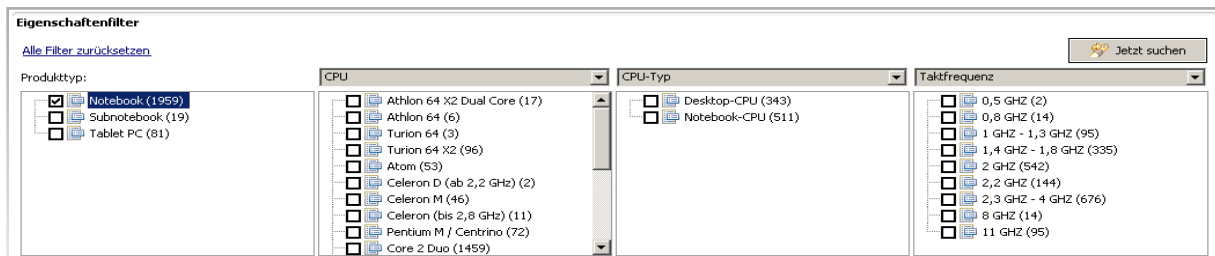 Eigenschaftenfilter
Alle Filter zurücksetzen
Jetzt suchen
Produkttyp:
CPU
CPU-Typ
Taktfrequenz
Notebook (1959)
Subnotebook (19)
Tablet PC (81)
Athlon 64 X2 Dual Core (17)
Athlon 64 (6)
Turion 64 (3)
Turion 64 X2 (96)
Atom (53)
Celeron D (ab 2,2 GHz) (2)
Celeron M (46)
Celeron (bis 2,8 GHz) (11)
Pentium M / Centrino (72)
Core 2 Duo (1459)
Desktop-CPU (343)
Notebook-CPU (511)
0,5 GHZ (2)
0,8 GHZ (14)
1 GHZ - 1,3 GHZ (95)
1,4 GHZ - 1,8 GHZ (335)
2 GHZ (542)
2,2 GHZ (144)
2,3 GHZ - 4 GHZ (676)
8 GHZ (14)
11 GHZ (95)